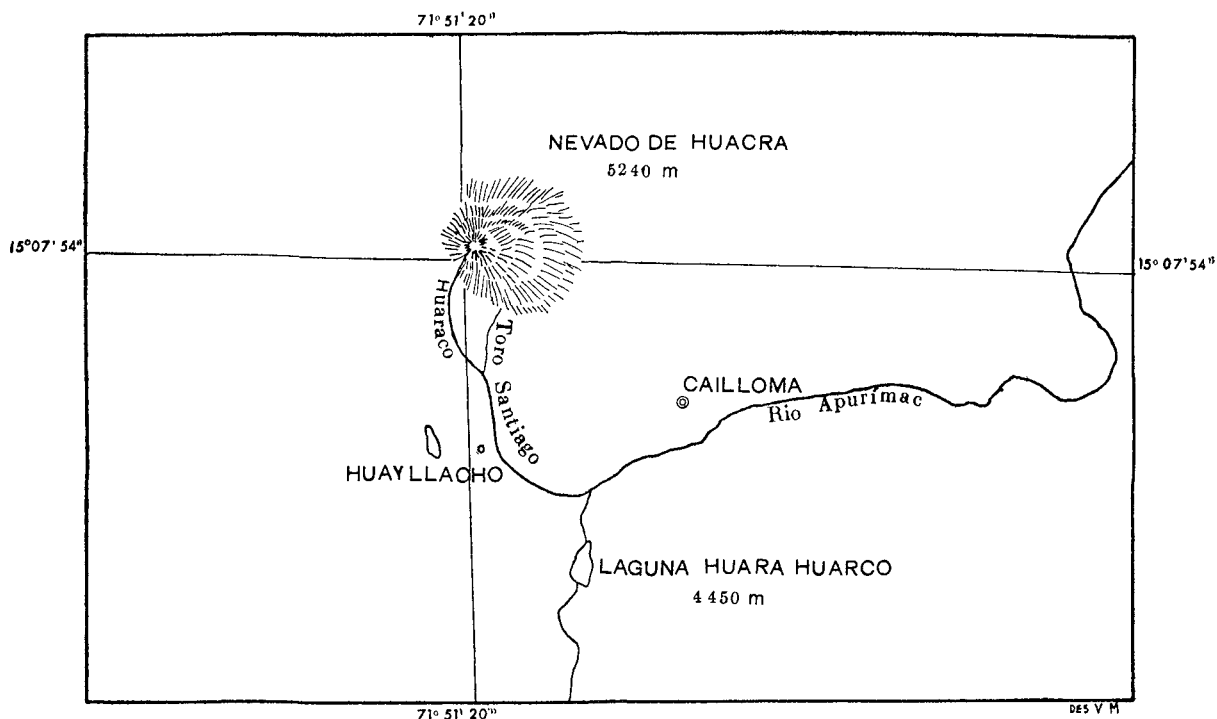 71° 51' 20"
NEVADO DE HUACRA
5240 m
15°07'54"
15°07'54"
Huaraco
Toro
Santiago
CAILLOMA
Rio Apurímac
HUAYLLACHO
LAGUNA HUARA HUARCO
4450 m
71° 51' 20"
DES V M